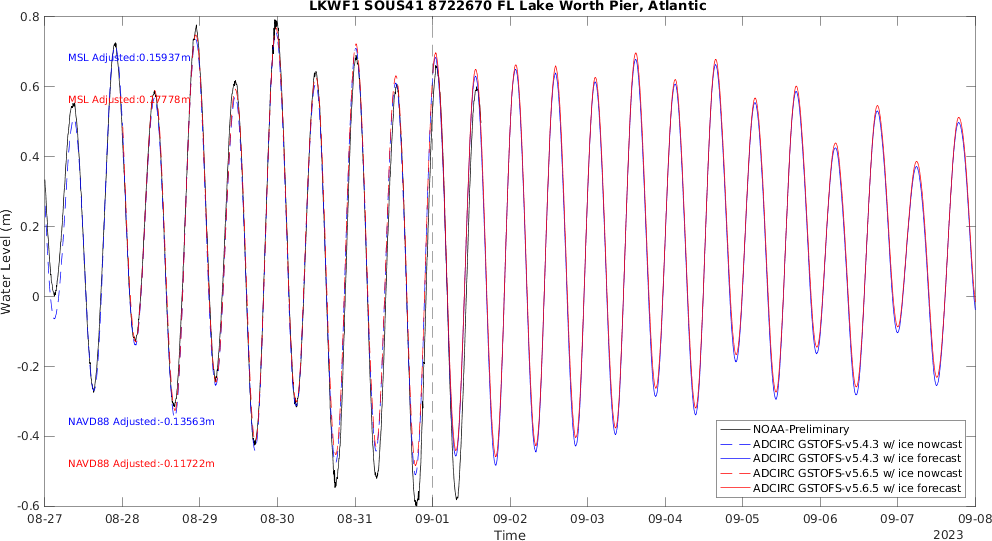 LKWF1 SOUS41 8722670 FL Lake Worth Pier, Atlantic
0.8
0.6
0.4
0.2
0
-0.2
-0.4
-0.6
Water Level (m)
MSL Adjusted:0.15937m
MSL Adjusted:0.17778m
NAVD88 Adjusted:-0.13563m
NAVD88 Adjusted:-0.11722m
NOAA-Preliminary
ADCIRC GSTOFS-v5.4.3 w/ ice nowcast
ADCIRC GSTOFS-v5.4.3 w/ ice forecast
ADCIRC GSTOFS-v5.6.5 w/ ice nowcast
ADCIRC GSTOFS-v5.6.5 w/ ice forecast
08-27 08-28 08-29 08-30 08-31 09-01 09-02 09-03 09-04 09-05 09-06 09-07 09-08
Time
2023